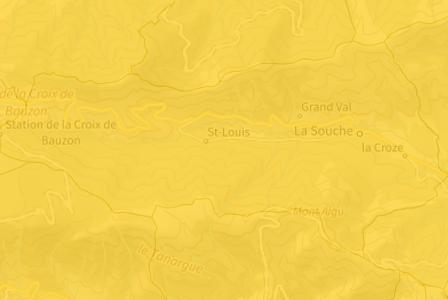 de la Croix de
Bauzon
Station de la Croix de
Bauzon
Grand Val
St-Louis
La Souche
la Croze
Mont Aigu
le Tanargue